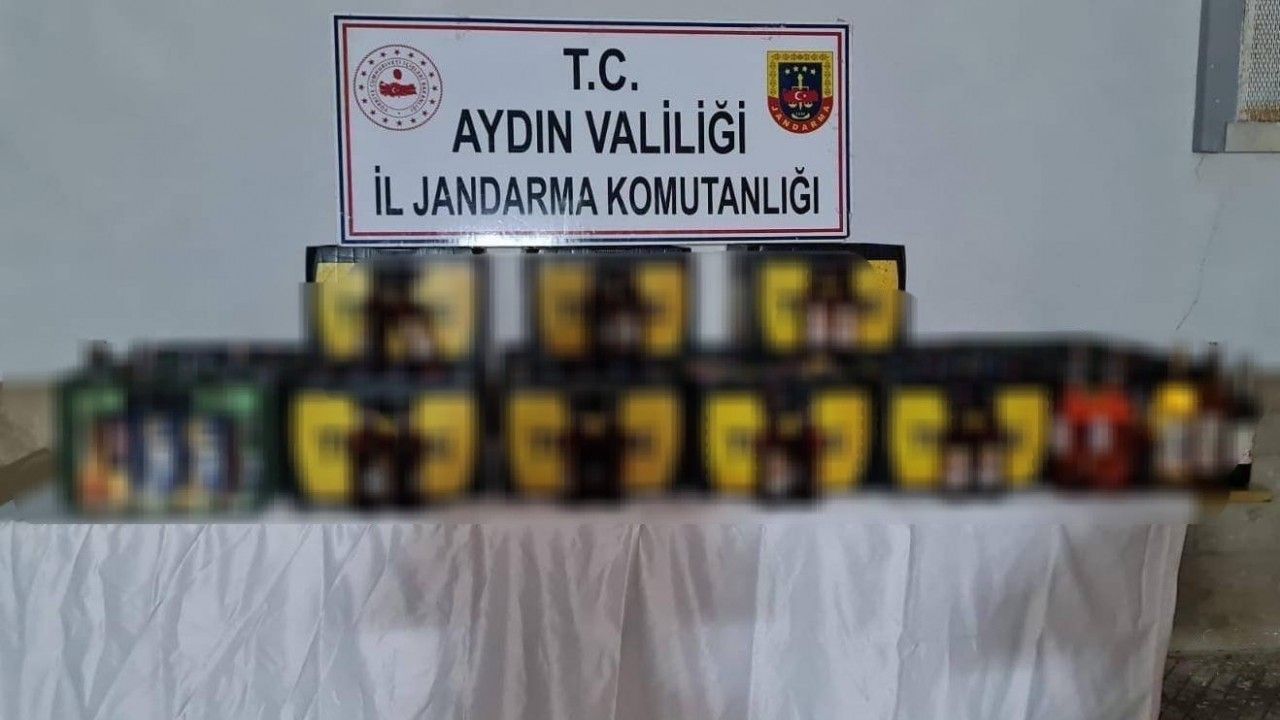 T.C.
AYDIN VALİLİĞİ
İL JANDARMA KOMUTANLIĞI
JANDARMA